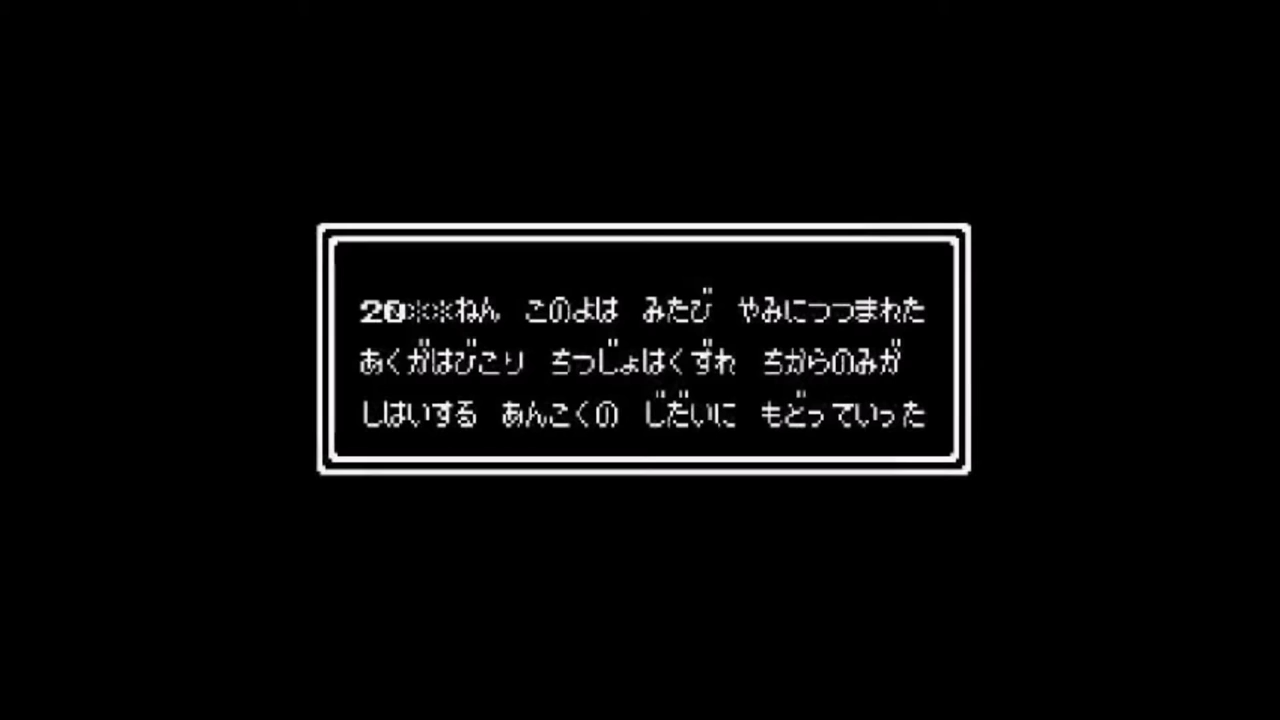 20※※ねん このよは みたび やみにつつまれた
あくがはびこり ちつじょはくずれ ちからのみが
しはいする あんこくの じだいに もどっていった